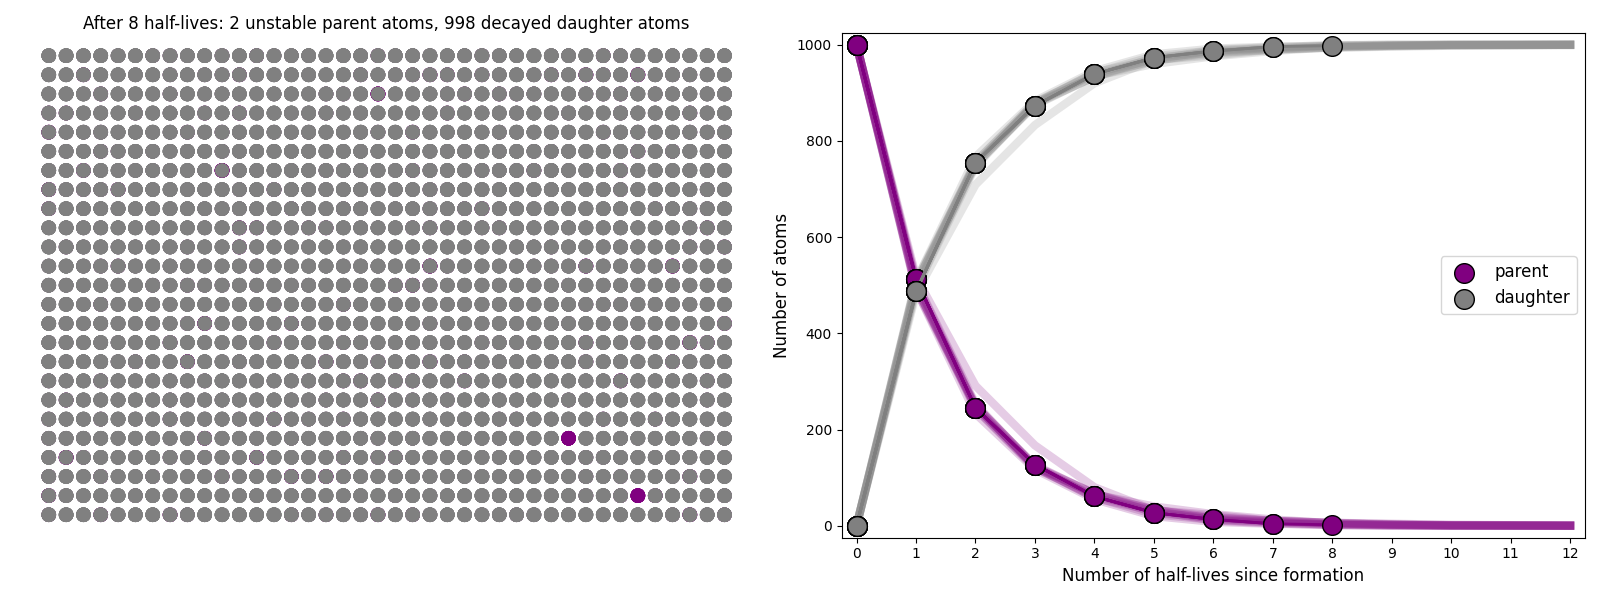 After 8 half-lives: 2 unstable parent atoms, 998 decayed daughter atoms
1000
800
600
400
200
0
Number of atoms
parent
daughter
0 1 2 3 4 5 6 7 8 9 10 11 12
Number of half-lives since formation